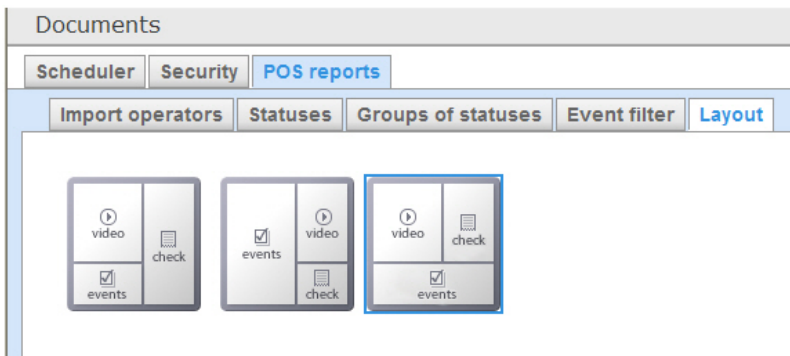 Documents
Scheduler Security POS reports
Import operators Statuses Groups of statuses Event filter Layout
video check events
events video check
video check events